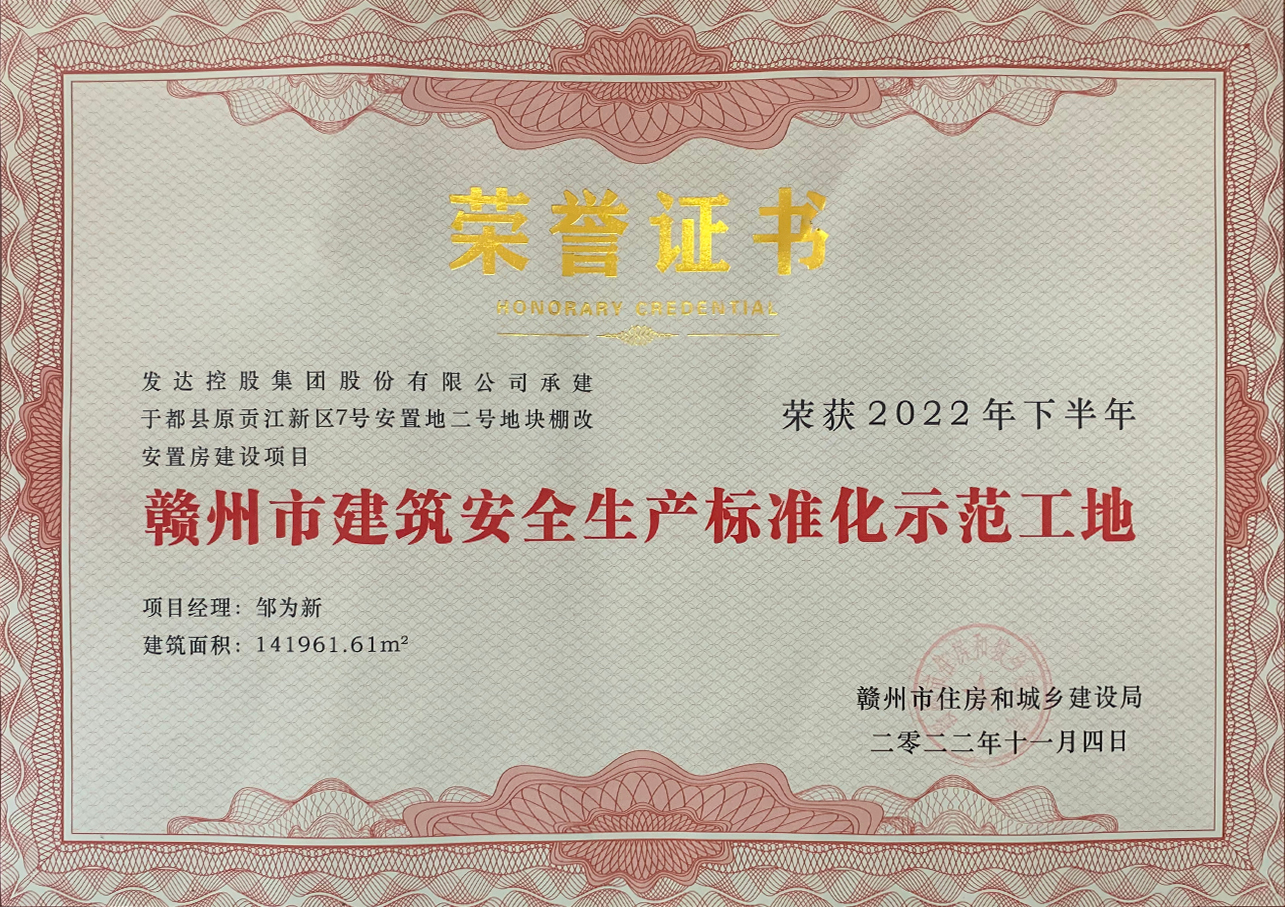 荣誉证书
HONORARY CREDENTIAL
发达控股集团股份有限公司承建
于都县原贡江新区7号安置地二号地块棚改
安置房建设项目
荣获2022年下半年
赣州市建筑安全生产标准化示范工地
项目经理：邹为新
建筑面积：141961.61m²
赣州市住房和城乡建设局
二零二二年十一月四日